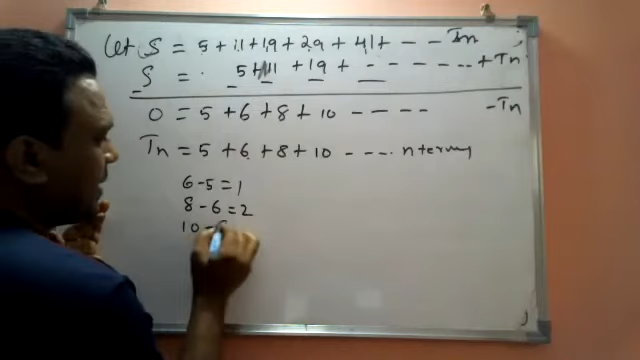 Let S = 5 + 11 + 19 + 29 + 41 + - - Tn
S = 5 + 11 + 19 + - - - - - .. + Tn
0 = 5 + 6 + 8 + 10 - - - - - Tn
Tn = 5 + 6 + 8 + 10 - - - . n terms
6 - 5 = 1
8 - 6 = 2
10 -